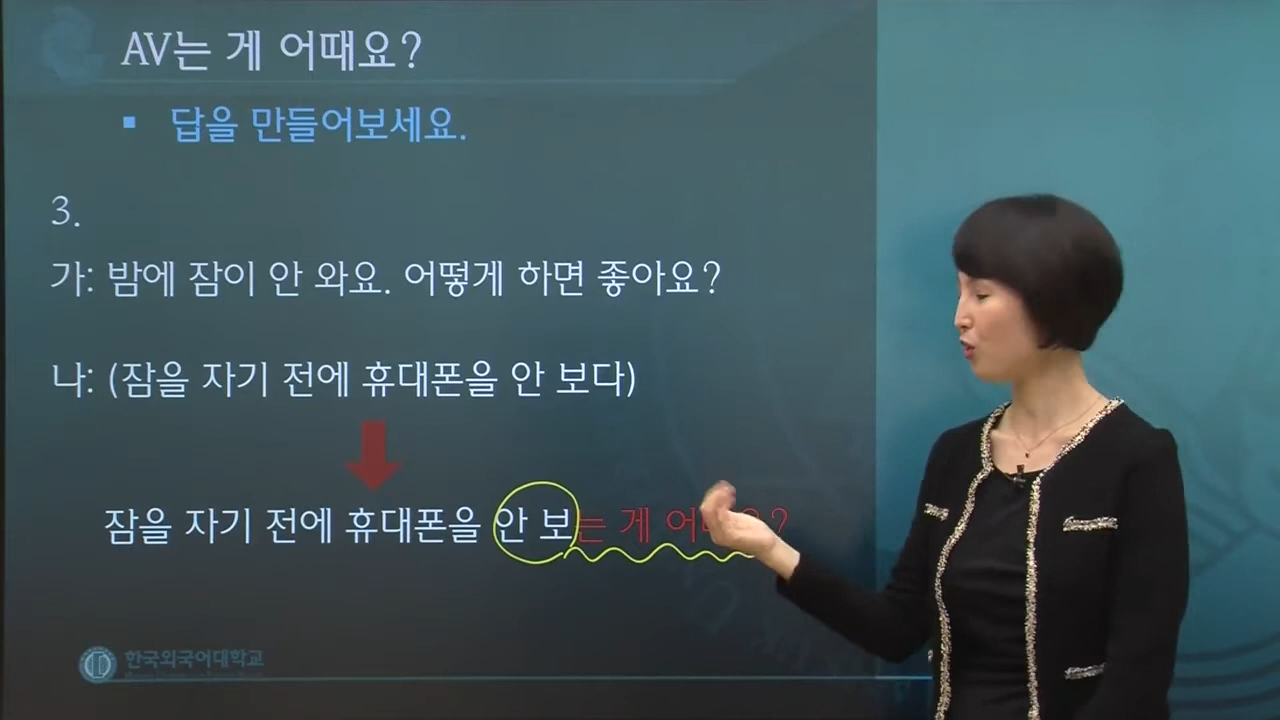 AV는 게 어때요?
▪ 답을 만들어보세요.
3.
가: 밤에 잠이 안 와요. 어떻게 하면 좋아요?
나: (잠을 자기 전에 휴대폰을 안 보다)
잠을 자기 전에 휴대폰을 안 보는 게 어 ?
한국외국어대학교